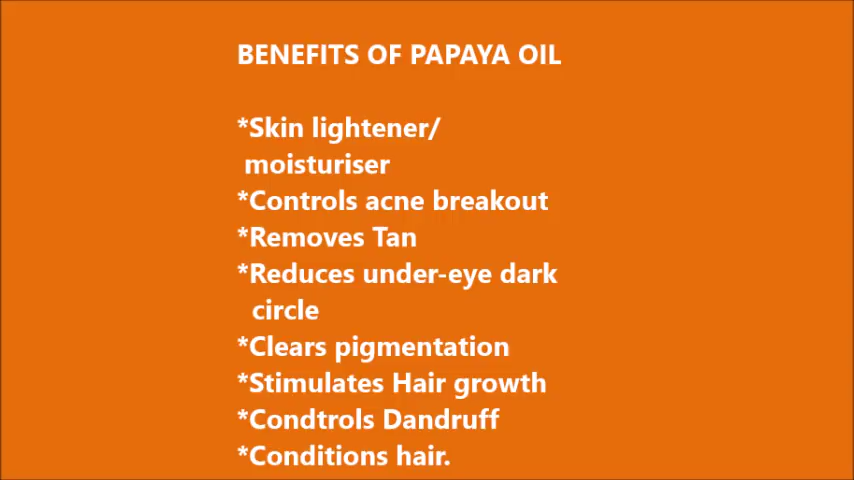 BENEFITS OF PAPAYA OIL
*Skin lightener/
moisturiser
*Controls acne breakout
*Removes Tan
*Reduces under-eye dark
circle
*Clears pigmentation
*Stimulates Hair growth
*Condtrols Dandruff
*Conditions hair.